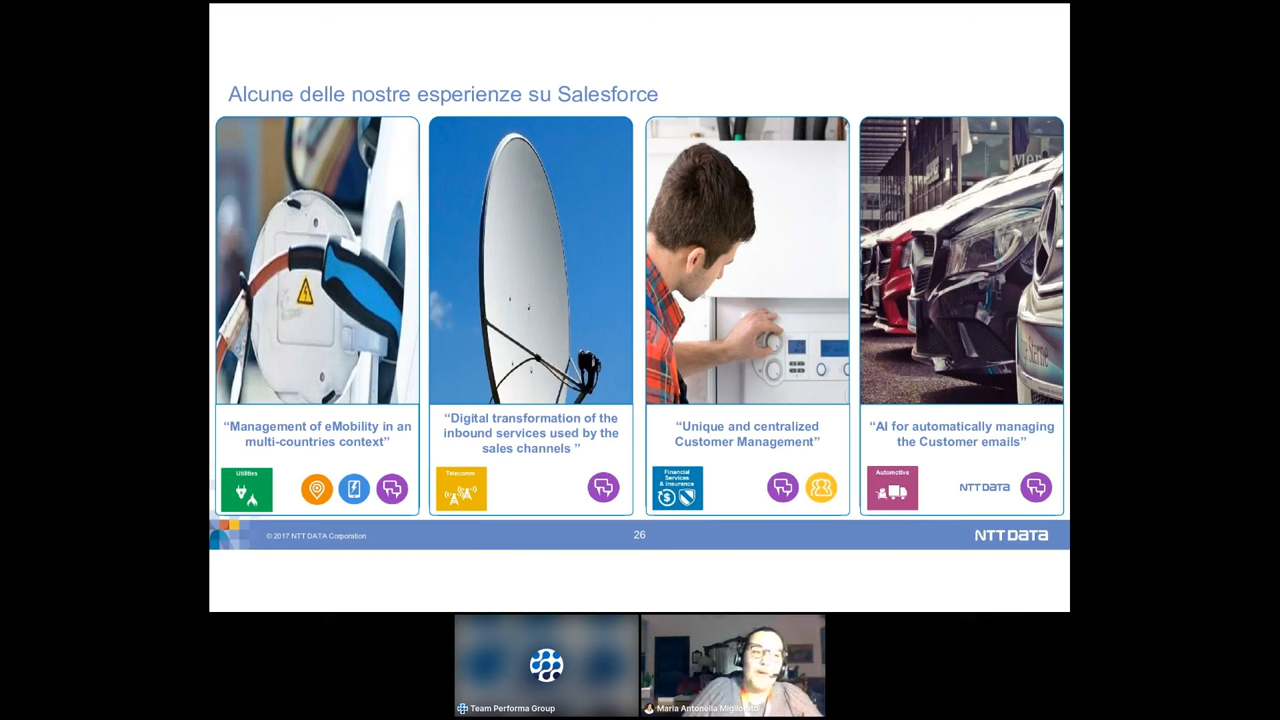 Alcune delle nostre esperienze su Salesforce
“Management of eMobility in an
multi-countries context”
“Digital transformation of the
inbound services used by the
sales channels ”
“Unique and centralized
Customer Management”
“AI for automatically managing
the Customer emails”
Utilities
Telecomm
Financial
Services
& Insurance
Automotive
NTT DATA
© 2017 NTT DATA Corporation
26
NTT DATA
Team Performa Group
Maria Antonella